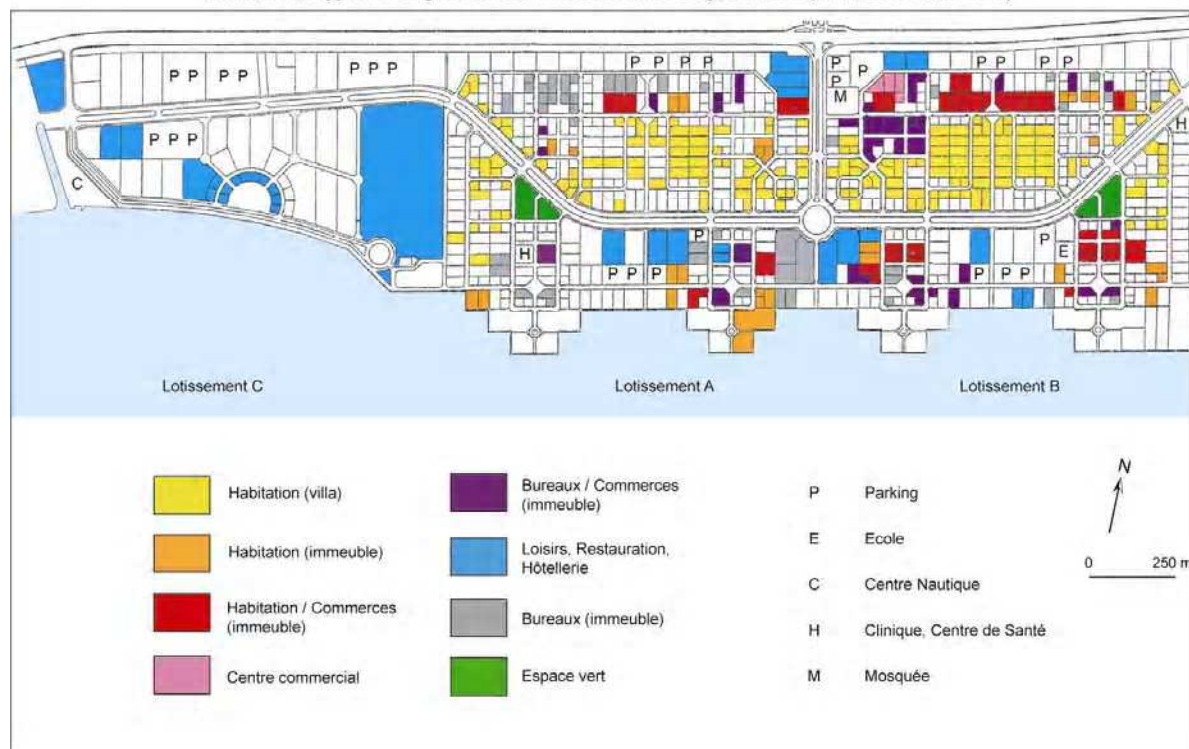 P P P P
P P P P
P P P P
P P P
P
P P
M
P P P
H
C
P
P
H
E
P P P
P P P
Lotissement C
Lotissement A
Lotissement B
Habitation (villa)
Habitation (immeuble)
Habitation / Commerces
(immeuble)
Centre commercial
Bureaux / Commerces
(immeuble)
Loisirs, Restauration,
Hôtellerie
Bureaux (immeuble)
Espace vert
P Parking
E Ecole
C Centre Nautique
H Clinique, Centre de Santé
M Mosquée
N
0 250 m